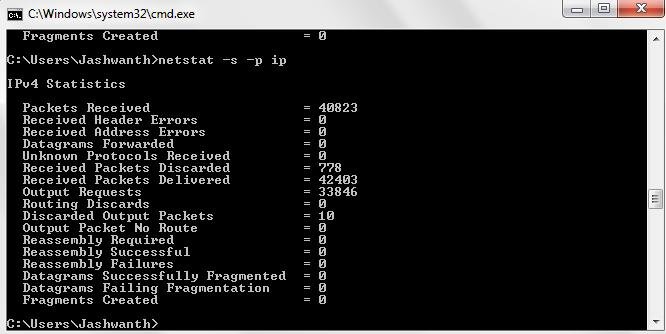 C:\Windows\system32\cmd.exe
Fragments Created = 0
C:\Users\Jashwanth>netstat -s -p ip
IPv4 Statistics
Packets Received = 40823
Received Header Errors = 0
Received Address Errors = 0
Datagrams Forwarded = 0
Unknown Protocols Received = 0
Received Packets Discarded = 778
Received Packets Delivered = 42403
Output Requests = 33846
Routing Discards = 0
Discarded Output Packets = 10
Output Packet No Route = 0
Reassembly Required = 0
Reassembly Successful = 0
Reassembly Failures = 0
Datagrams Successfully Fragmented = 0
Datagrams Failing Fragmentation = 0
Fragments Created = 0
C:\Users\Jashwanth>